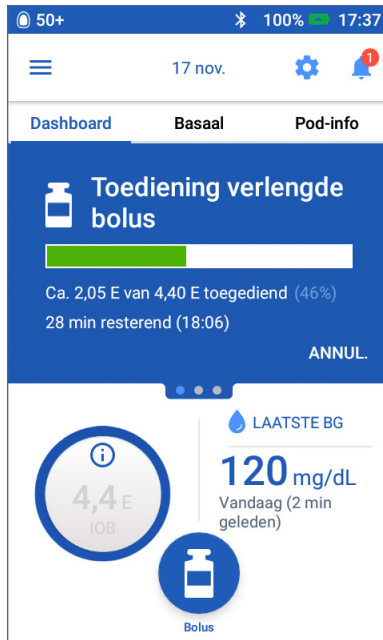 50+ 100% 17:37
17 nov. 1
Dashboard Basaal Pod-info
Toediening verlengde
bolus
Ca. 2,05 E van 4,40 E toegediend (46%)
28 min resterend (18:06)
ANNUL.
LAATSTE BG
120 mg/dL
Vandaag (2 min
geleden)
4,4 E
IOB
Bolus